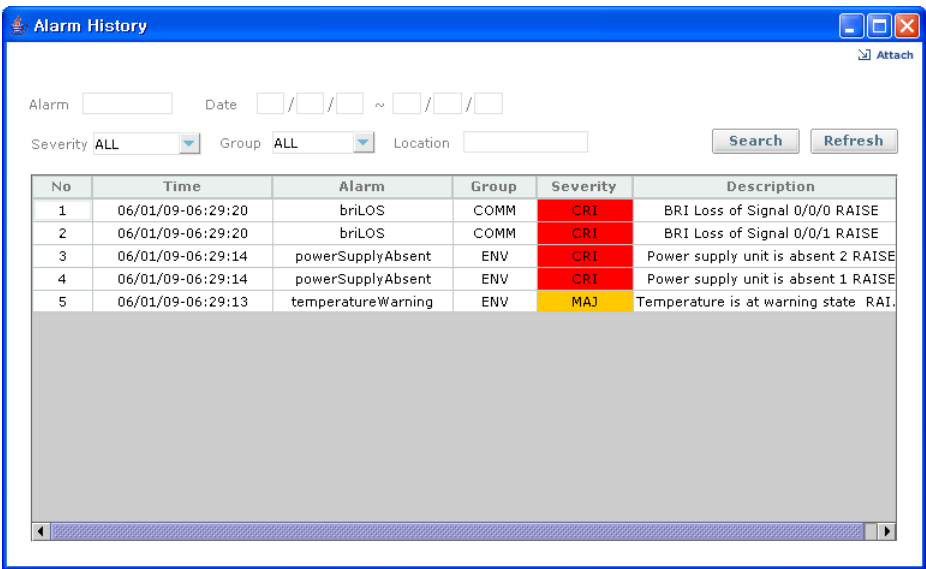 Alarm History
Attach
Alarm Date / / ~ / /
Severity ALL Group ALL Location Search Refresh
No Time Alarm Group Severity Description
1 06/01/09-06:29:20 briLOS COMM CRI BRI Loss of Signal 0/0/0 RAISE
2 06/01/09-06:29:20 briLOS COMM CRI BRI Loss of Signal 0/0/1 RAISE
3 06/01/09-06:29:14 powerSupplyAbsent ENV CRI Power supply unit is absent 2 RAISE
4 06/01/09-06:29:14 powerSupplyAbsent ENV CRI Power supply unit is absent 1 RAISE
5 06/01/09-06:29:13 temperatureWarning ENV MAJ Temperature is at warning state RAI.